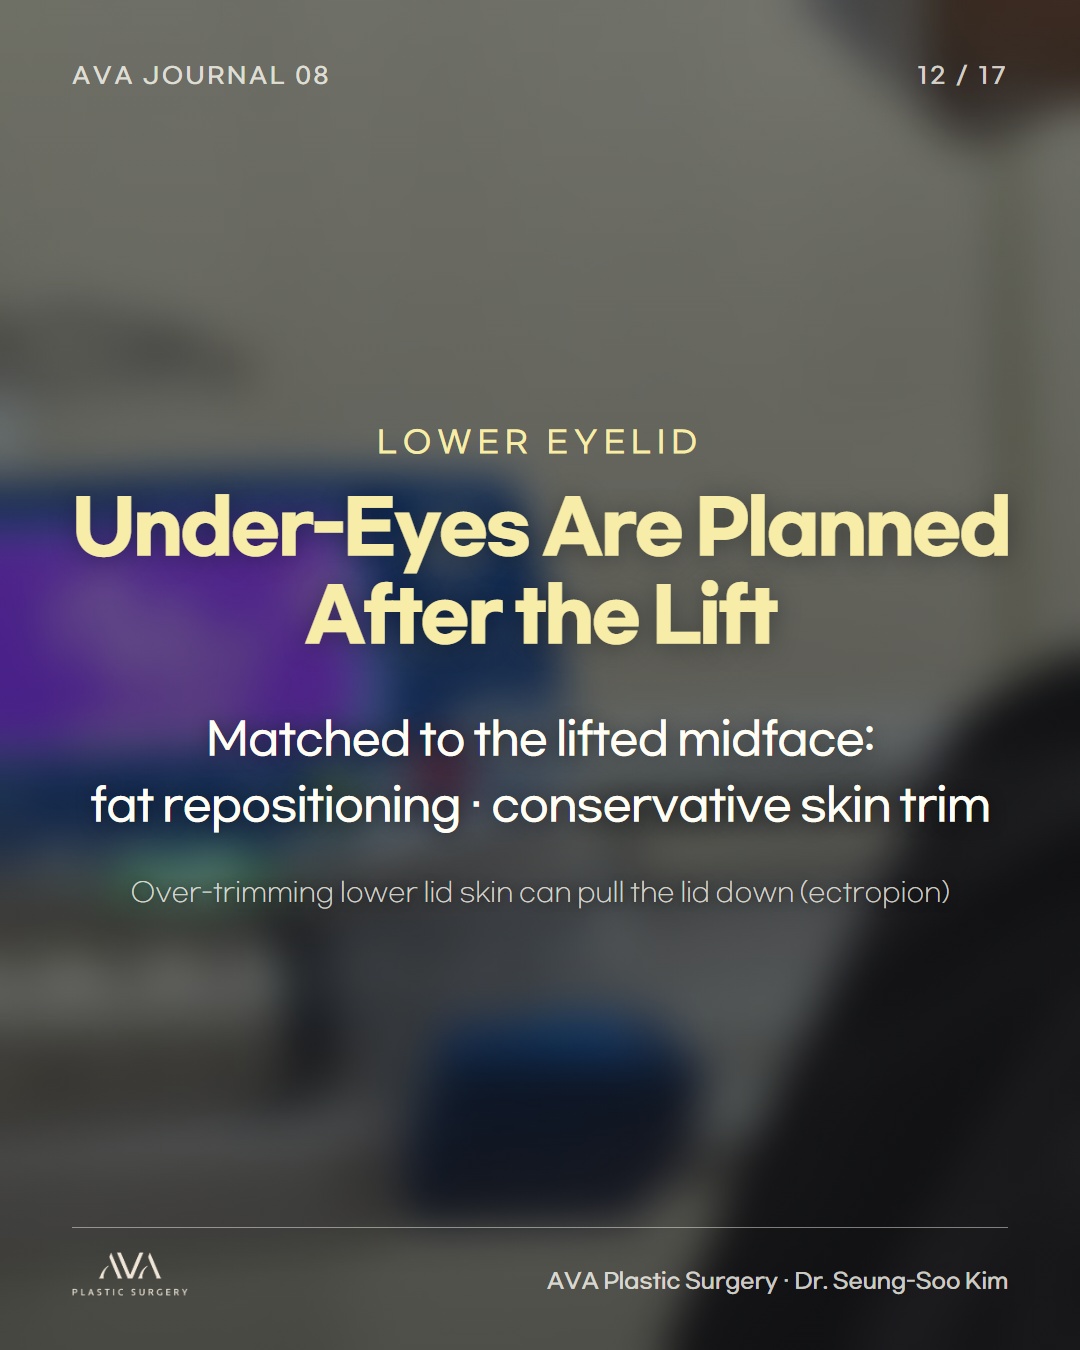 AVA JOURNAL 08
12 / 17
LOWER EYELID
Under-Eyes Are Planned
After the Lift
Matched to the lifted midface:
fat repositioning · conservative skin trim
Over-trimming lower lid skin can pull the lid down (ectropion)
AVA
PLASTIC SURGERY
AVA Plastic Surgery · Dr. Seung-Soo Kim